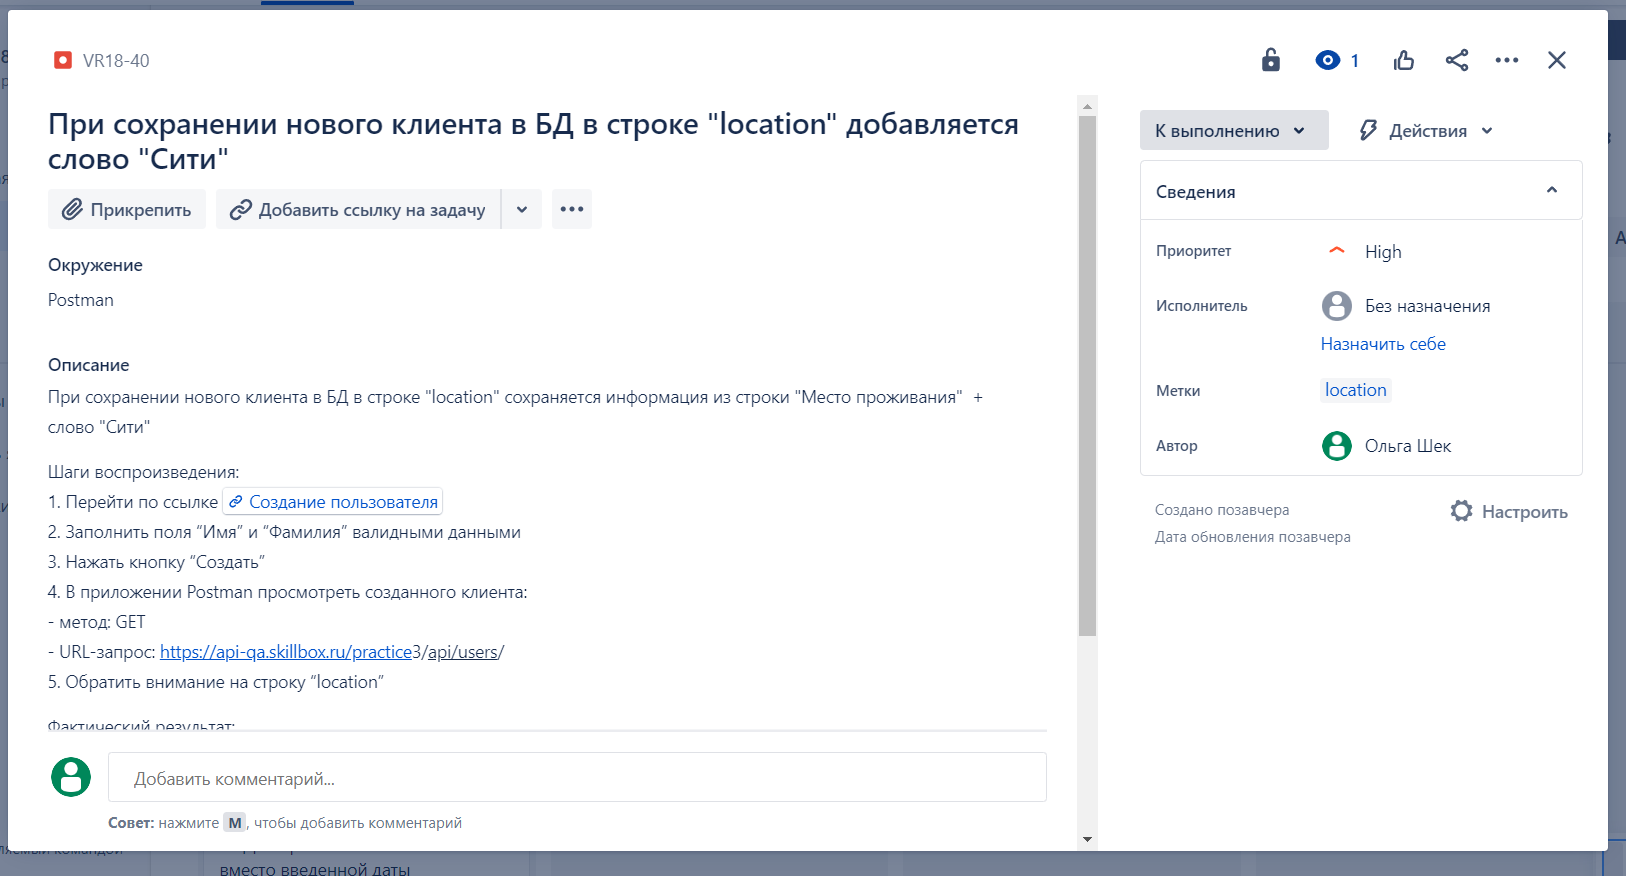 VR18-40
1
При сохранении нового клиента в БД в строке "location" добавляется
слово "Сити"
Прикрепить
Добавить ссылку на задачу
Окружение
Postman
Описание
При сохранении нового клиента в БД в строке "location" сохраняется информация из строки "Место проживания" +
слово "Сити"
Шаги воспроизведения:
1. Перейти по ссылке Создание пользователя
2. Заполнить поля “Имя” и “Фамилия” валидными данными
3. Нажать кнопку “Создать”
4. В приложении Postman просмотреть созданного клиента:
- метод: GET
- URL-запрос: https://api-qa.skillbox.ru/practice3/api/users/
5. Обратить внимание на строку “location”
Фактический результат:
Добавить комментарий...
Совет: нажмите M, чтобы добавить комментарий
К выполнению
Действия
Сведения
Приоритет
High
Исполнитель
Без назначения
Назначить себе
Метки
location
Автор
Ольга Шек
Создано позавчера
Настроить
Дата обновления позавчера
вместо введенной даты